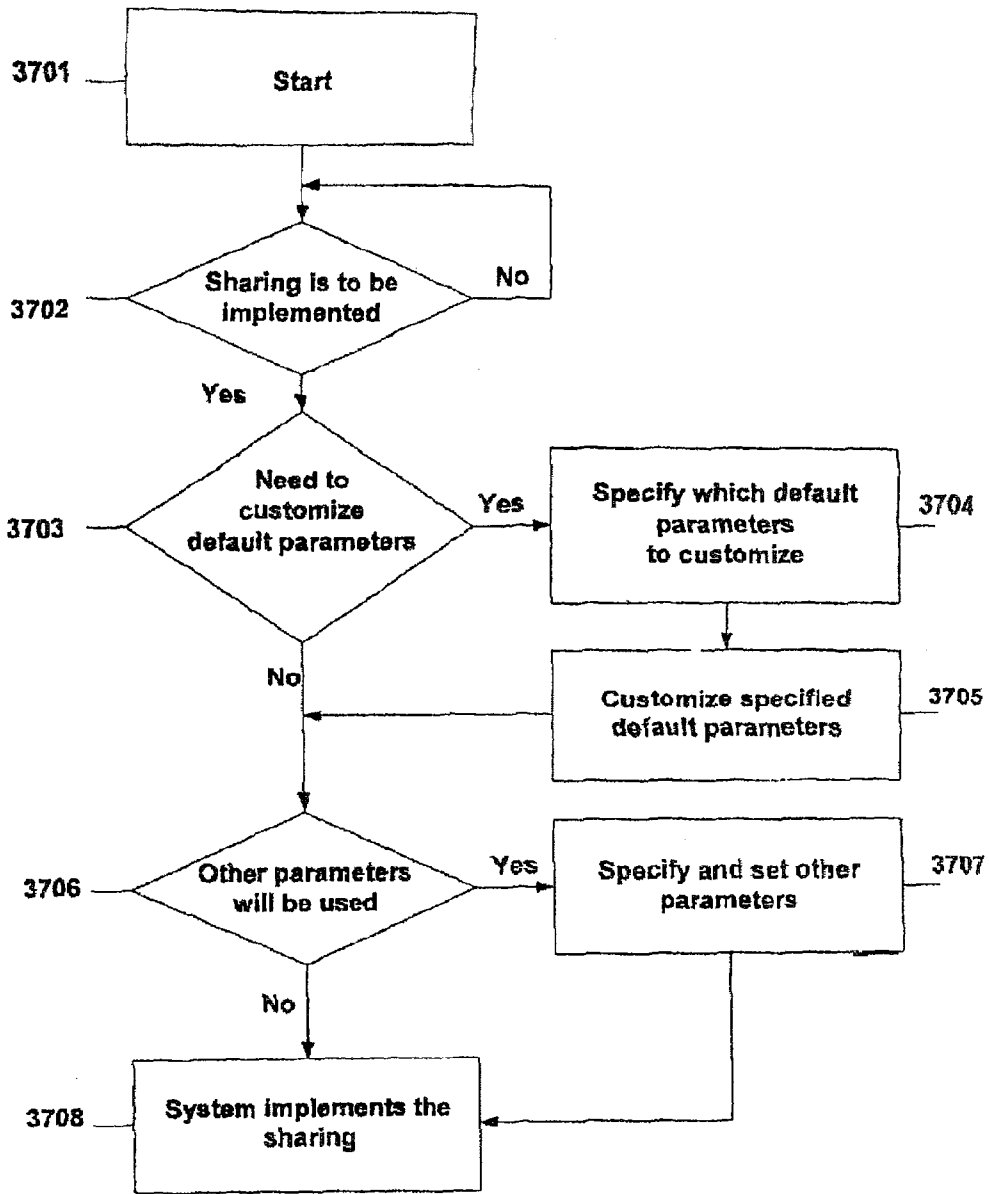 3701
Start
No
3702
Sharing is to be
implemented
Yes
3703
Need to
customize
default parameters
Yes
Specify which default
parameters
to customize
3704
No
Customize specified
default parameters
3705
3706
Other parameters
will be used
Yes
Specify and set other
parameters
3707
No
3708
System implements the
sharing